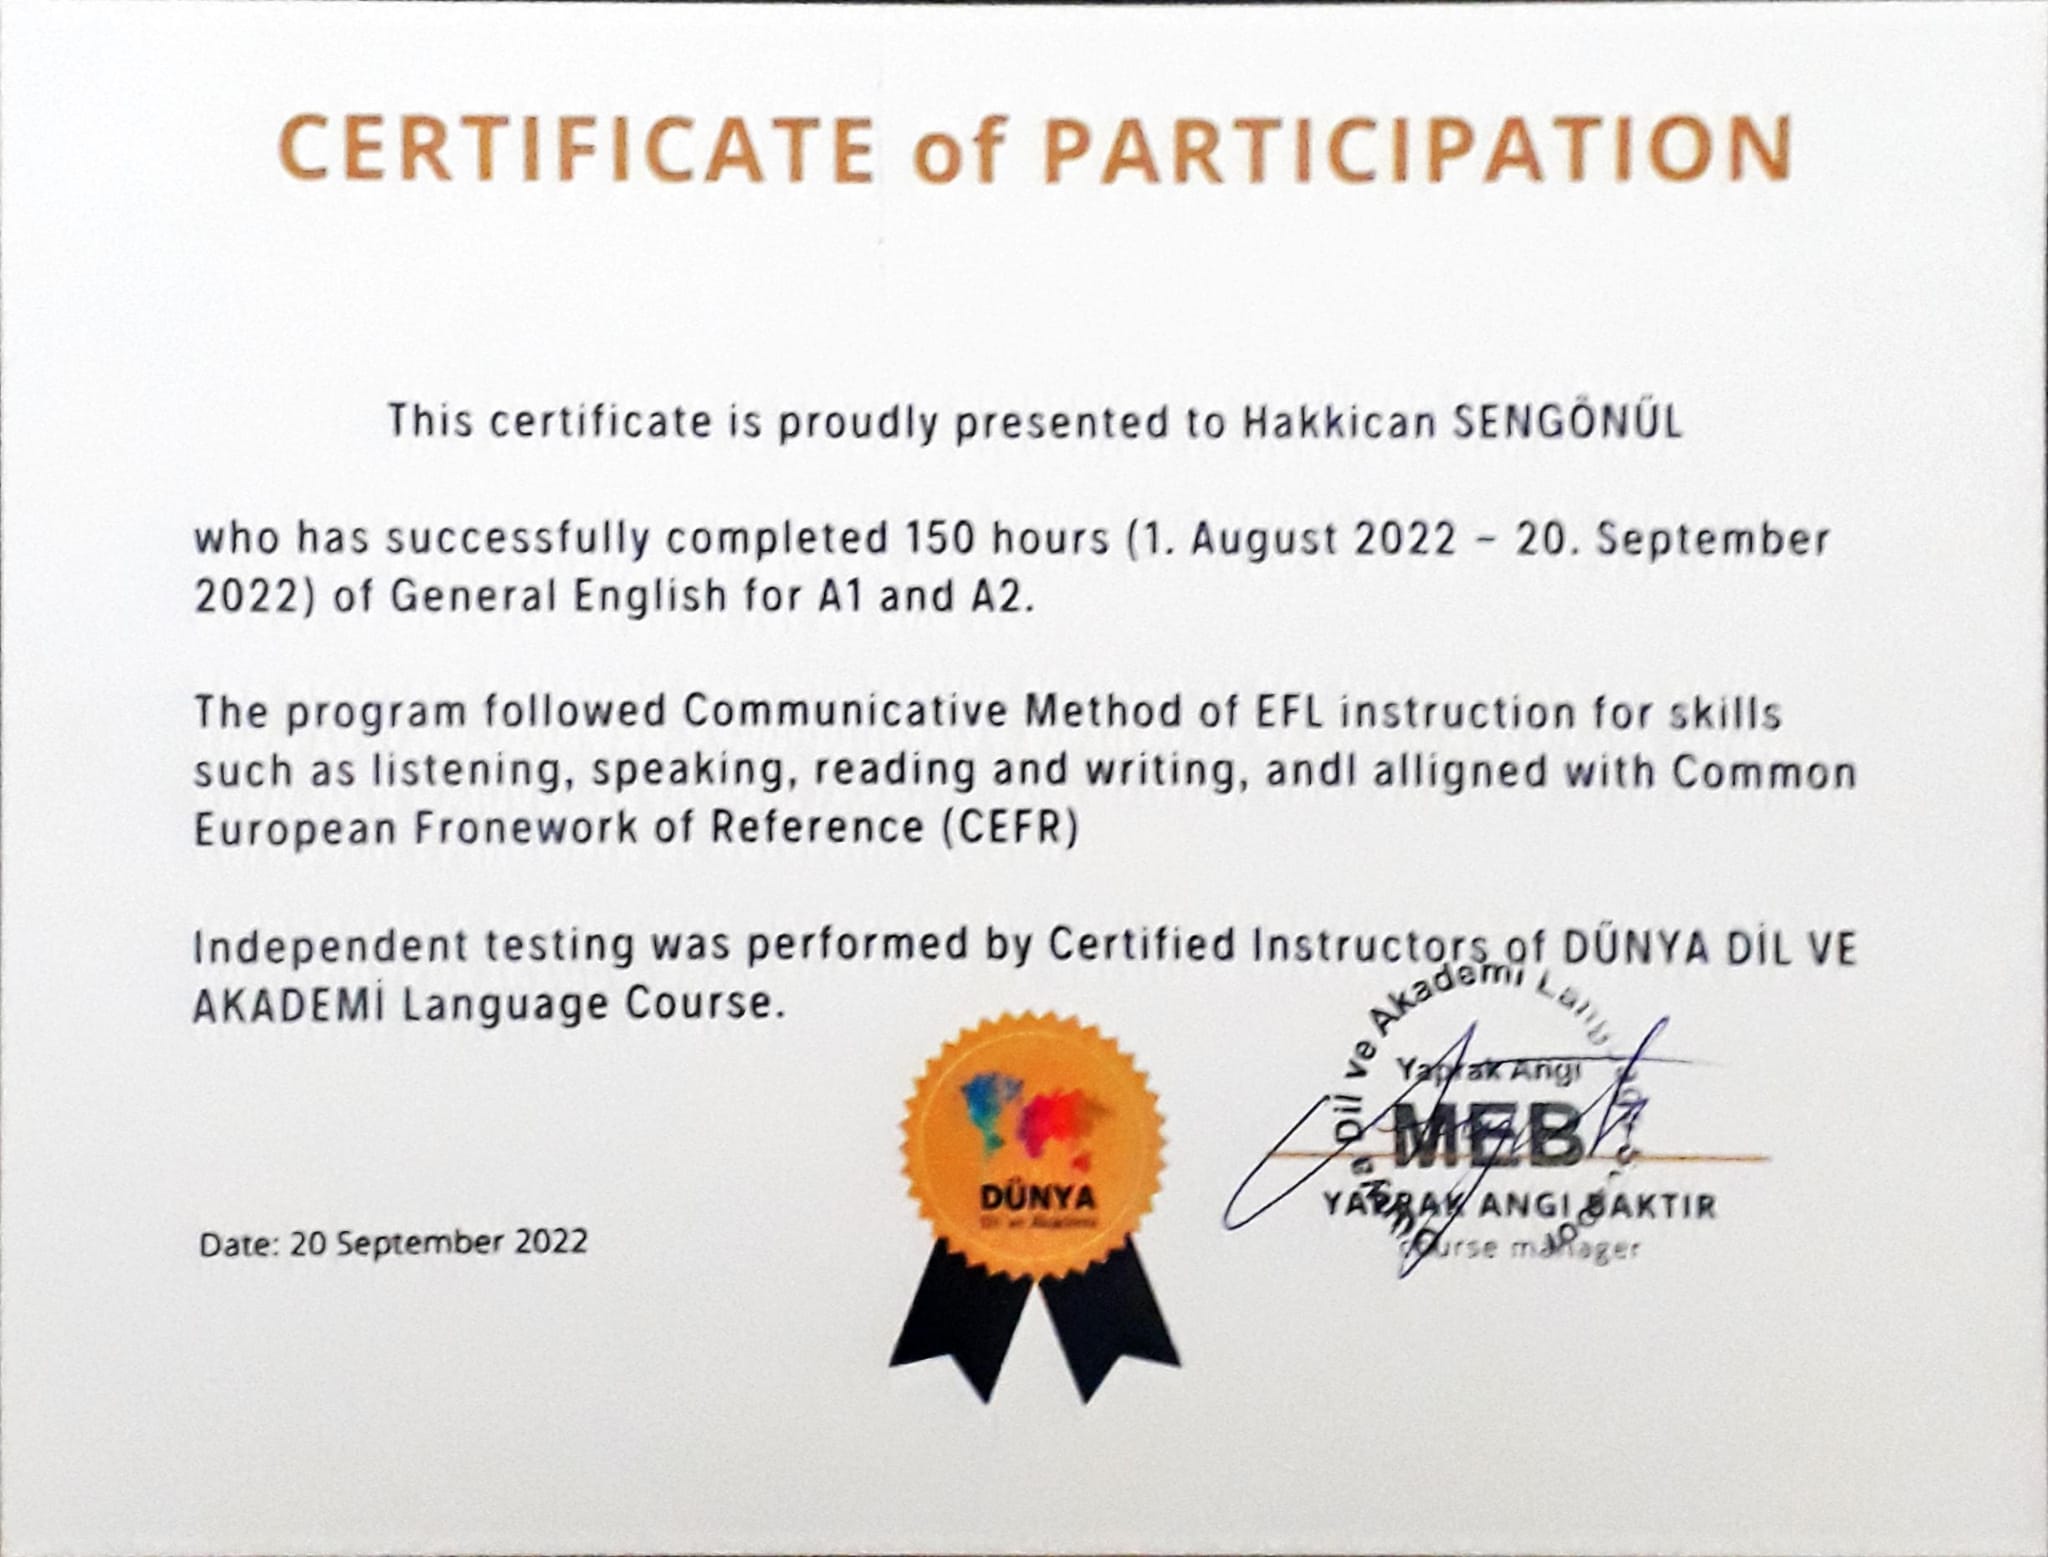 CERTIFICATE of PARTICIPATION
This certificate is proudly presented to Hakkican SENGÖNÜL
who has successfully completed 150 hours (1. August 2022 – 20. September
2022) of General English for A1 and A2.
The program followed Communicative Method of EFL instruction for skills
such as listening, speaking, reading and writing, andl alligned with Common
European Fronework of Reference (CEFR)
Independent testing was performed by Certified Instructors of DÜNYA DİL VE
AKADEMİ Language Course.
Dil ve Akademi
Yaprak Angı
MEB
YAPRAK ANGI BAKTIR
course manager
DÜNYA
Dil ve Akademi
Date: 20 September 2022